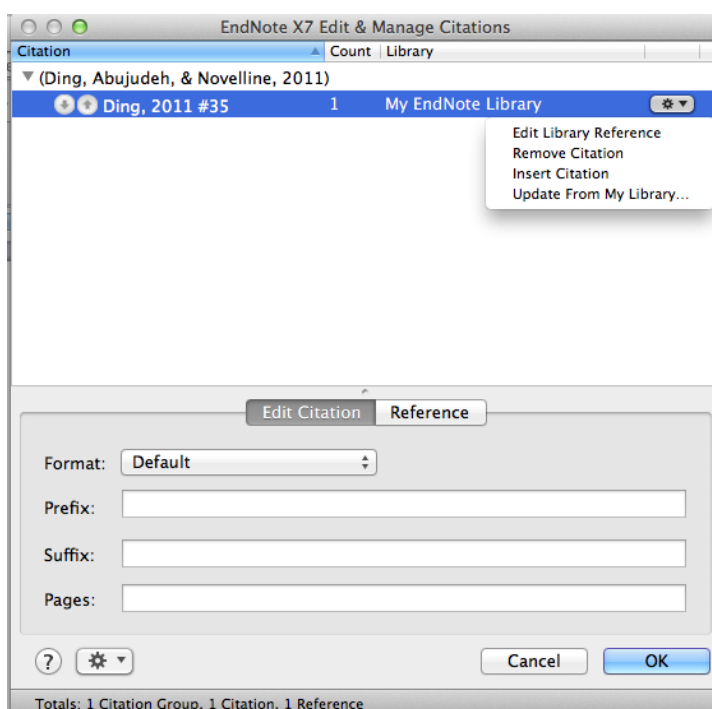 EndNote X7 Edit & Manage Citations
Citation Count Library
(Ding, Abujudeh, & Novelline, 2011)
Ding, 2011 #35 1 My EndNote Library
Edit Library Reference
Remove Citation
Insert Citation
Update From My Library...
Edit Citation Reference
Format: Default
Prefix:
Suffix:
Pages:
? Cancel OK
Totals: 1 Citation Group, 1 Citation, 1 Reference